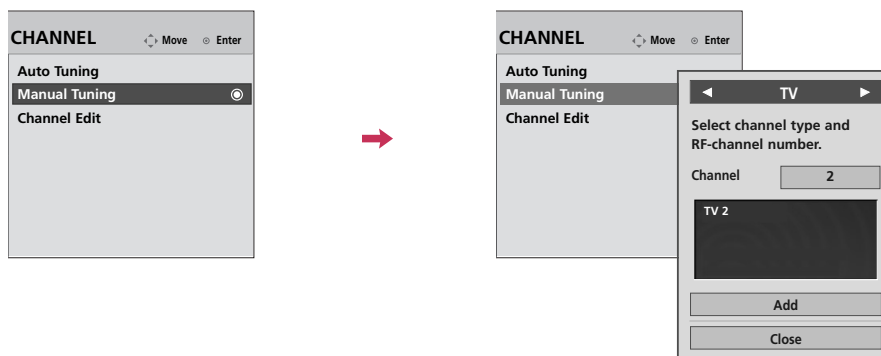 CHANNEL Move Enter
Auto Tuning
Manual Tuning
Channel Edit
CHANNEL Move Enter
Auto Tuning
Manual Tuning
Channel Edit
TV
Select channel type and
RF-channel number.
Channel 2
TV 2
Add
Close